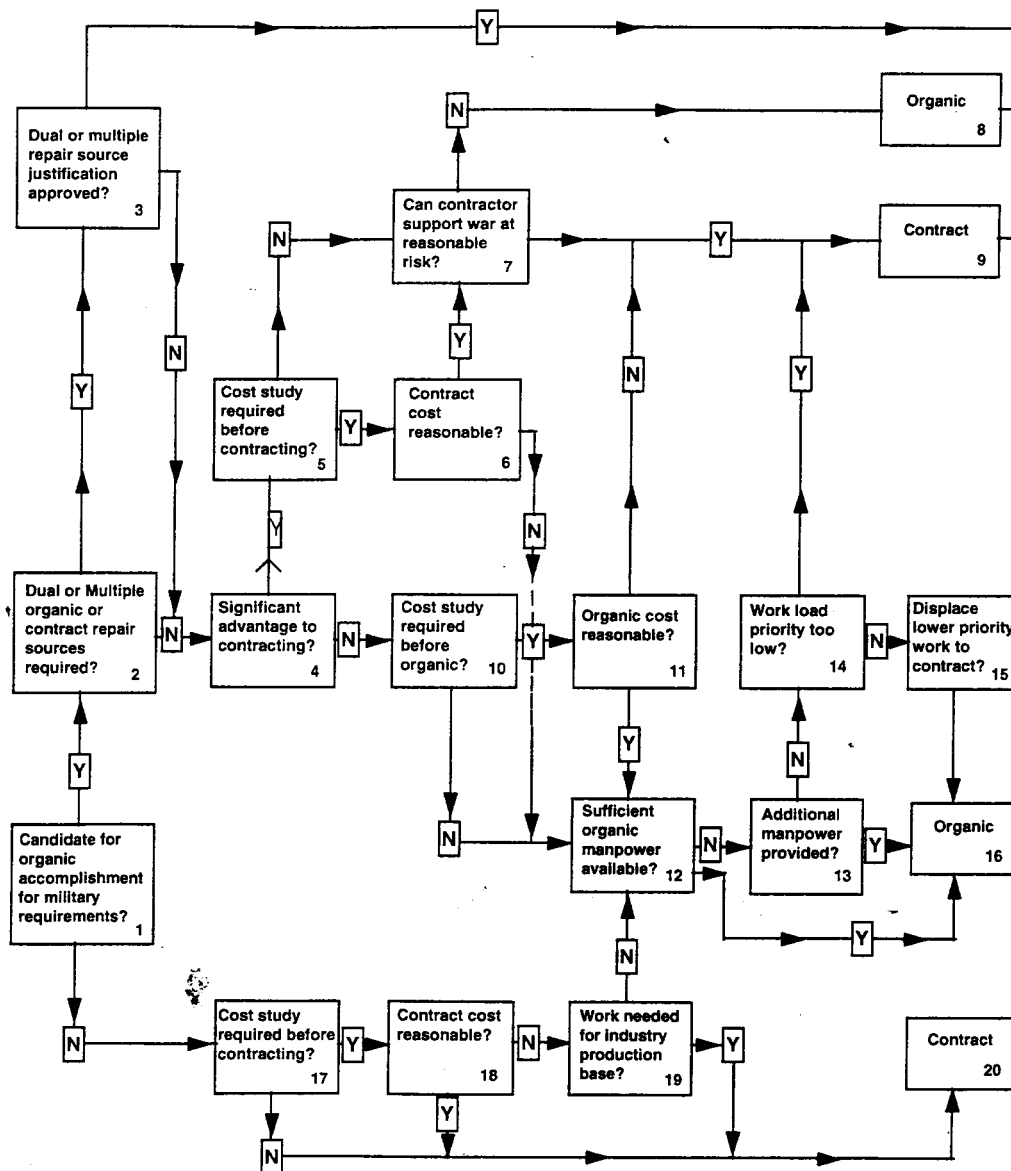 Y
Organic
8
N
Dual or multiple
repair source
justification
approved?
3
Can contractor
support war at
reasonable
risk?
7
N
Y
Contract
9
N
Y
N
Y
Y
Cost study
required
before
contracting?
5
Y
Contract
cost
reasonable?
6
N
Y
Dual or Multiple
organic or
contract repair
sources
required?
2
N
Significant
advantage to
contracting?
4
N
Cost study
required
before
organic?
10
Y
Organic cost
reasonable?
11
Work load
priority too
low?
14
N
Displace
lower priority
work to
contract?
15
Y
Y
N
Candidate for
organic
accomplishment
for military
requirements?
1
N
Sufficient
organic
manpower
available?
12
N
Additional
manpower
provided?
13
Y
Organic
16
Y
N
N
Cost study
required before
contracting?
17
Y
Contract cost
reasonable?
18
N
Work needed
for industry
production
base?
19
Y
Contract
20
Y
N